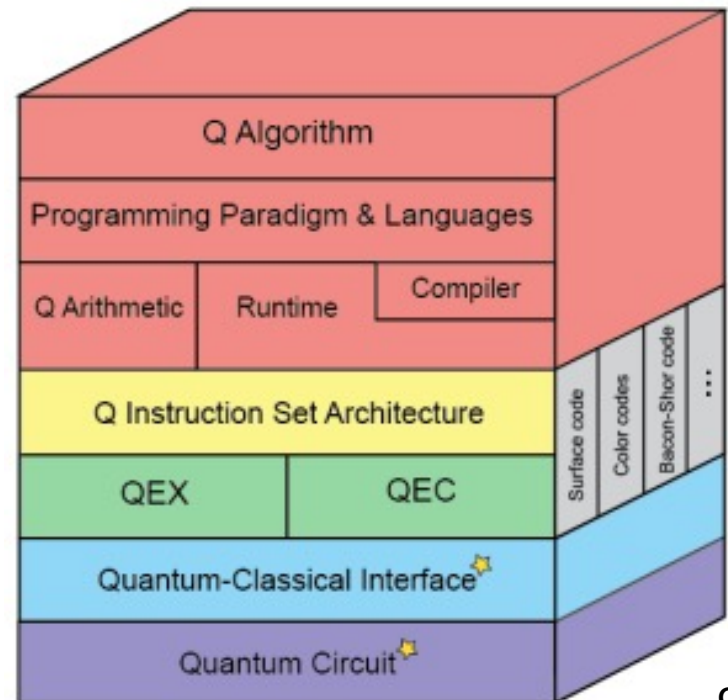 Q Algorithm
Programming Paradigm & Languages
Q Arithmetic
Runtime
Compiler
Q Instruction Set Architecture
QEX
QEC
Quantum-Classical Interface
Quantum Circuit
Surface code
Color codes
Bacon-Shor code
...